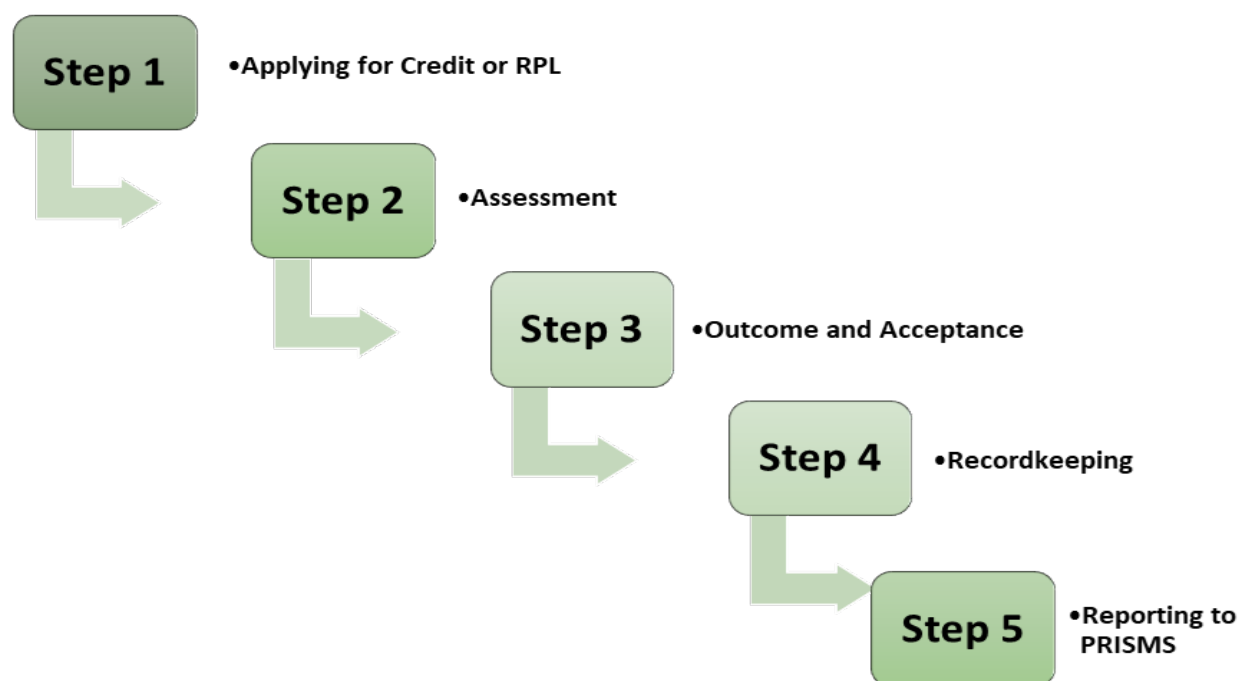 Step 1
•Applying for Credit or RPL
Step 2
•Assessment
Step 3
•Outcome and Acceptance
Step 4
•Recordkeeping
Step 5
•Reporting to
PRISMS